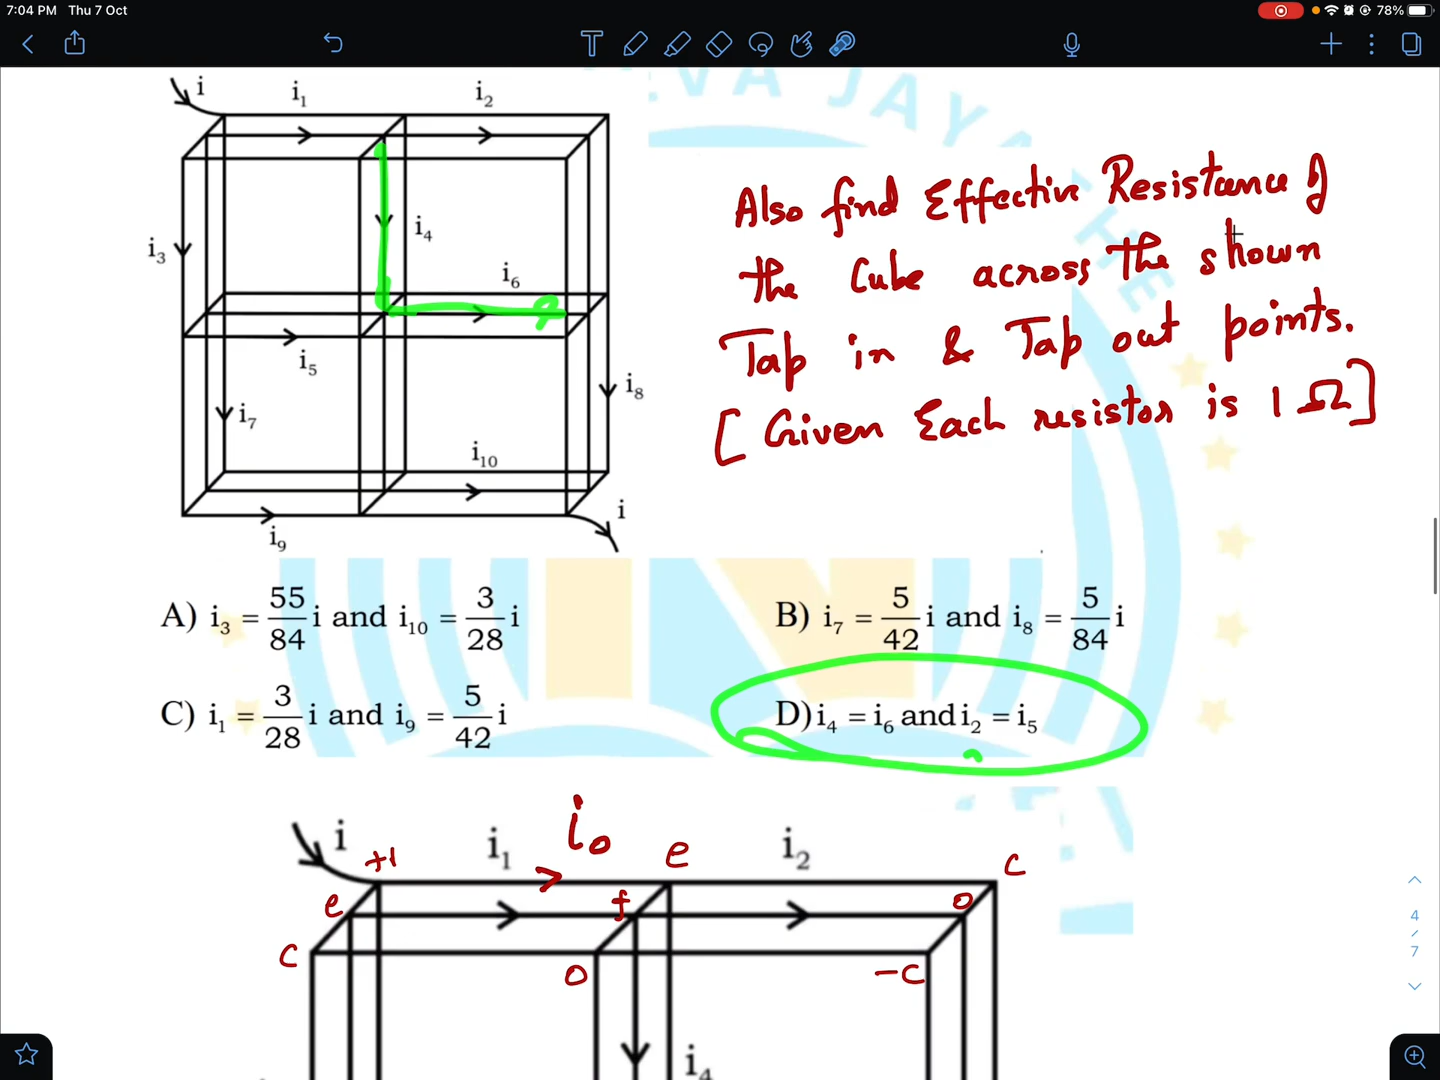 7:04 PM Thu 7 Oct
78%
i
i₁
i₂
i₃
i₄
i₆
i₅
i₇
i₈
i₁₀
i₉
i
Also find Effective Resistance of
the Cube across the shown
Tap in & Tap out points.
[ Given Each resistor is 1 Ω ]
A) i₃ = 55/84 i and i₁₀ = 3/28 i
B) i₇ = 5/42 i and i₈ = 5/84 i
C) i₁ = 3/28 i and i₉ = 5/42 i
D) i₄ = i₆ and i₂ = i₅
i
+1
i₁
i₀
e
i₂
c
e
f
o
c
o
-c
i₄
4
/
7
VA JAYA THE